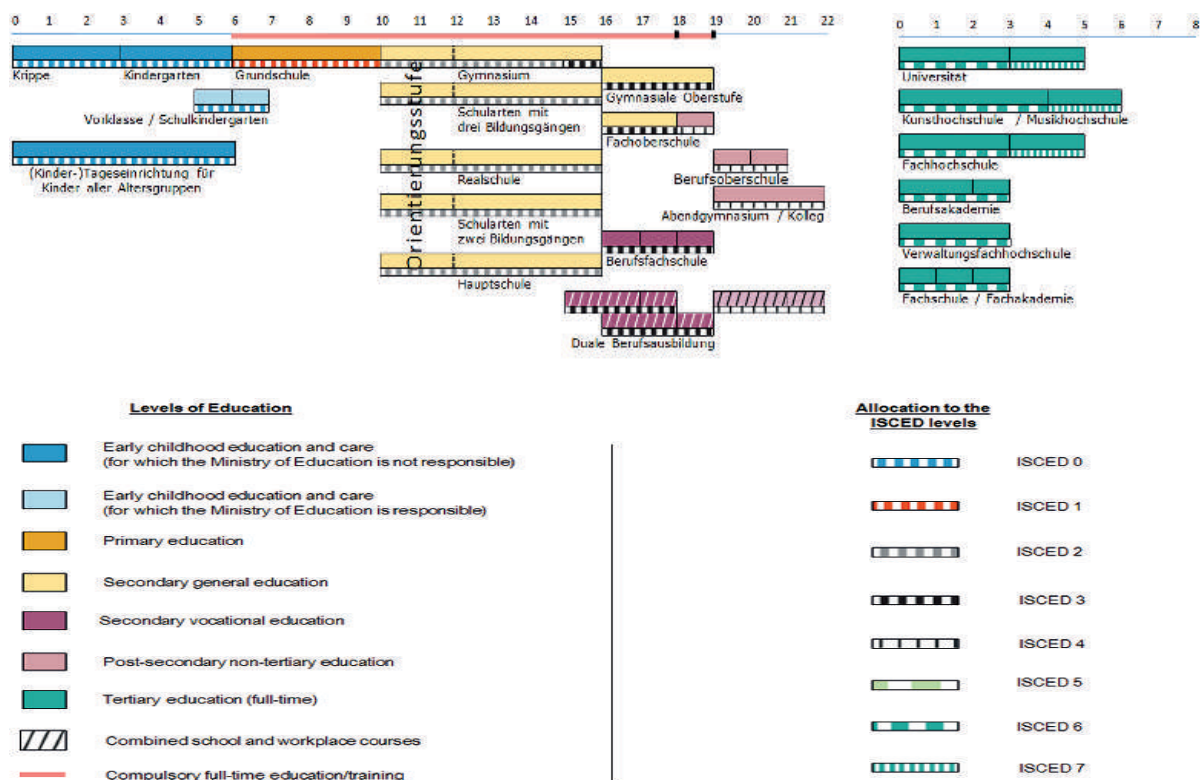 0 1 2 3 4 5 6 7 8 9 10 11 12 13 14 15 16 17 18 19 20 21 22
0 1 2 3 4 5 6 7 8
Krippe
Kindergarten
Grundschule
Gymnasium
Vorklasse / Schulkindergarten
(Kinder-)Tageseinrichtung für
Kinder aller Altersgruppen
Orientierungsstufe
Schularten mit
drei Bildungsgängen
Realschule
Schularten mit
zwei Bildungsgängen
Hauptschule
Gymnasiale Oberstufe
Fachoberschule
Berufsoberschule
Abendgymnasium / Kolleg
Berufsfachschule
Duale Berufsausbildung
Universität
Kunsthochschule / Musikhochschule
Fachhochschule
Berufsakademie
Verwaltungsfachhochschule
Fachschule / Fachakademie
Levels of Education
Early childhood education and care
(for which the Ministry of Education is not responsible)
Early childhood education and care
(for which the Ministry of Education is responsible)
Primary education
Secondary general education
Secondary vocational education
Post-secondary non-tertiary education
Tertiary education (full-time)
Combined school and workplace courses
Compulsory full-time education/training
Allocation to the
ISCED levels
ISCED 0
ISCED 1
ISCED 2
ISCED 3
ISCED 4
ISCED 5
ISCED 6
ISCED 7